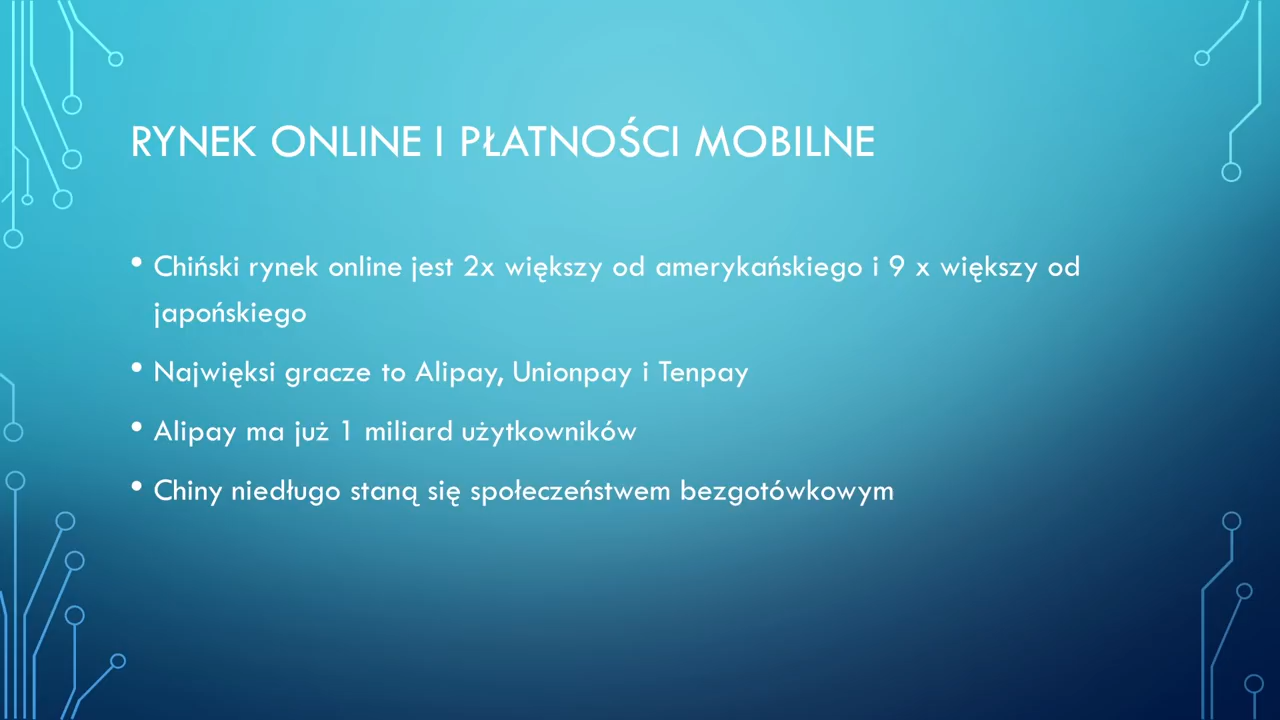 RYNEK ONLINE I PŁATNOŚCI MOBILNE
• Chiński rynek online jest 2x większy od amerykańskiego i 9 x większy od
japońskiego
• Najwięksi gracze to Alipay, Unionpay i Tenpay
• Alipay ma już 1 miliard użytkowników
• Chiny niedługo staną się społeczeństwem bezgotówkowym